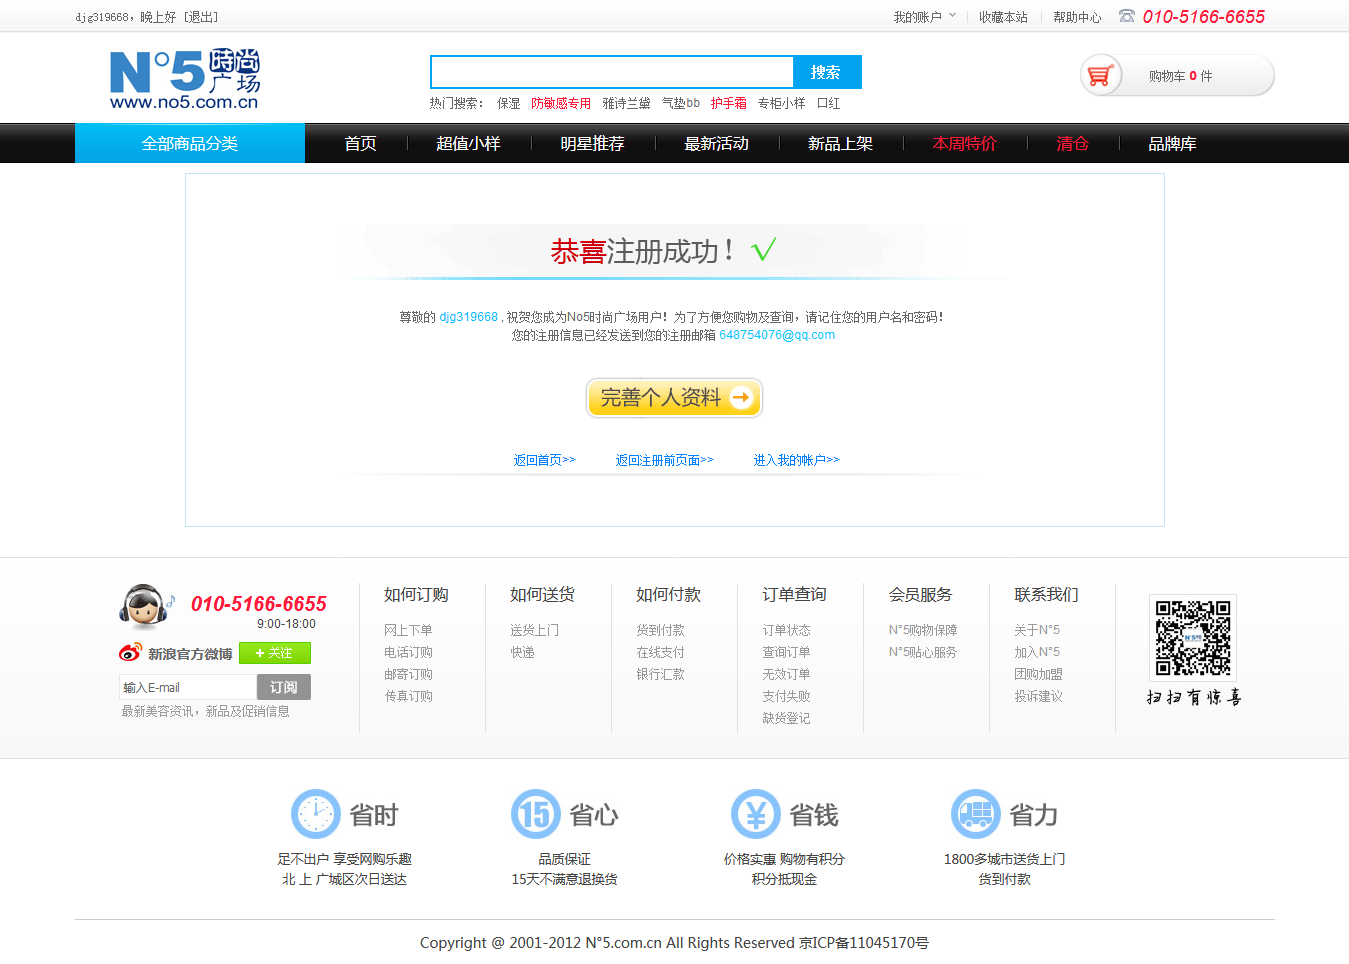 djg319668，晚上好 [退出]
我的账户 收藏本站 帮助中心 010-5166-6655
N°5 時尚广场
www.no5.com.cn
搜索
购物车 0 件
热门搜索： 保湿 防敏感专用 雅诗兰黛 气垫bb 护手霜 专柜小样 口红
全部商品分类 首页 超值小样 明星推荐 最新活动 新品上架 本周特价 清仓 品牌库
恭喜注册成功！
尊敬的 djg319668 , 祝贺您成为No5时尚广场用户！为了方便您购物及查询，请记住您的用户名和密码！
您的注册信息已经发送到您的注册邮箱 648754076@qq.com
完善个人资料
返回首页>> 返回注册前页面>> 进入我的帐户>>
010-5166-6655
9:00-18:00
新浪官方微博 + 关注
输入E-mail 订阅
最新美容资讯，新品及促销信息
如何订购
网上下单
电话订购
邮寄订购
传真订购
如何送货
送货上门
快递
如何付款
货到付款
在线支付
银行汇款
订单查询
订单状态
查询订单
无效订单
支付失败
缺货登记
会员服务
N°5购物保障
N°5贴心服务
联系我们
关于N°5
加入N°5
团购加盟
投诉建议
扫扫有惊喜
省时
足不出户 享受网购乐趣
北 上 广城区次日送达
15 省心
品质保证
15天不满意退换货
¥ 省钱
价格实惠 购物有积分
积分抵现金
省力
1800多城市送货上门
货到付款
Copyright @ 2001-2012 N°5.com.cn All Rights Reserved 京ICP备11045170号